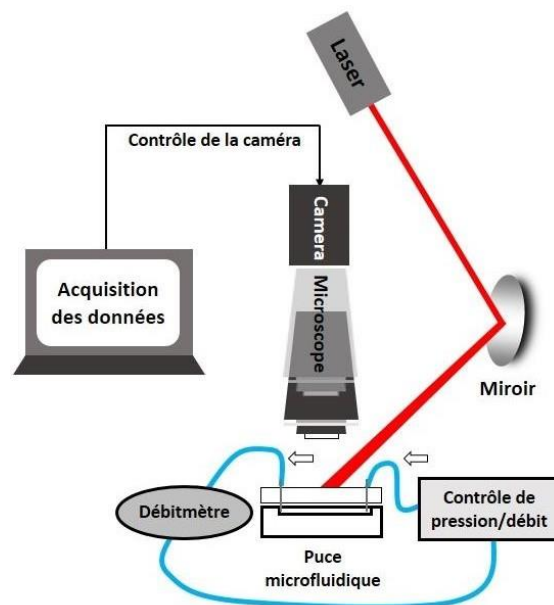 Laser
Contrôle de la caméra
Camera
Microscope
Acquisition
des données
Miroir
Débitmètre
Contrôle de
pression/débit
Puce
microfluidique